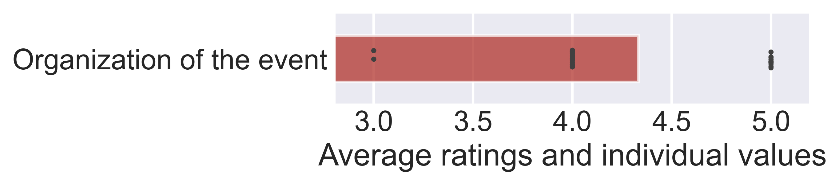 Organization of the event
3.0 3.5 4.0 4.5 5.0
Average ratings and individual values